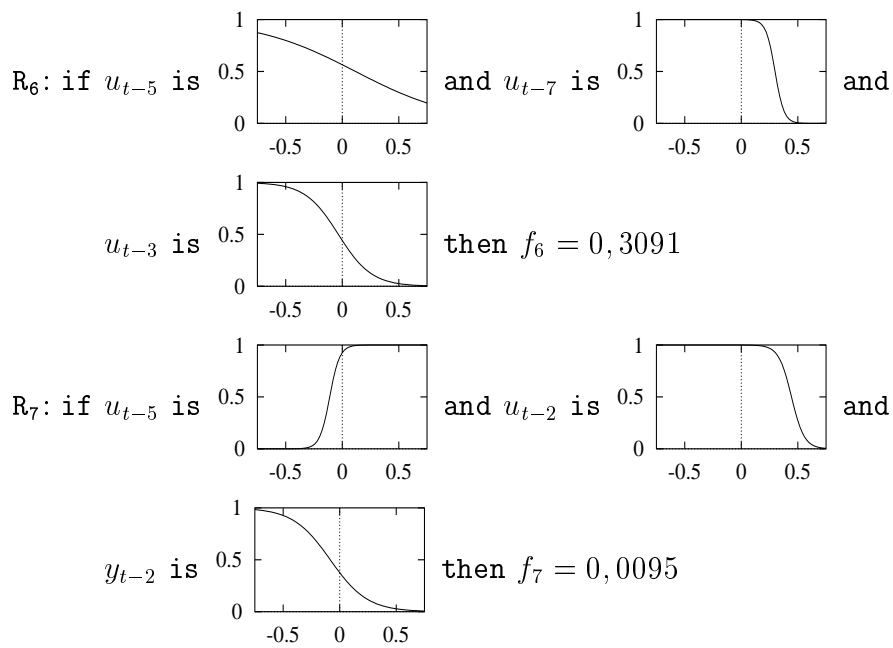 R₆: if uₜ₋₅ is 1 0.5 0 -0.5 0 0.5 and uₜ₋₇ is 1 0.5 0 -0.5 0 0.5 and
uₜ₋₃ is 1 0.5 0 -0.5 0 0.5 then f₆ = 0,3091
R₇: if uₜ₋₅ is 1 0.5 0 -0.5 0 0.5 and uₜ₋₂ is 1 0.5 0 -0.5 0 0.5 and
yₜ₋₂ is 1 0.5 0 -0.5 0 0.5 then f₇ = 0,0095